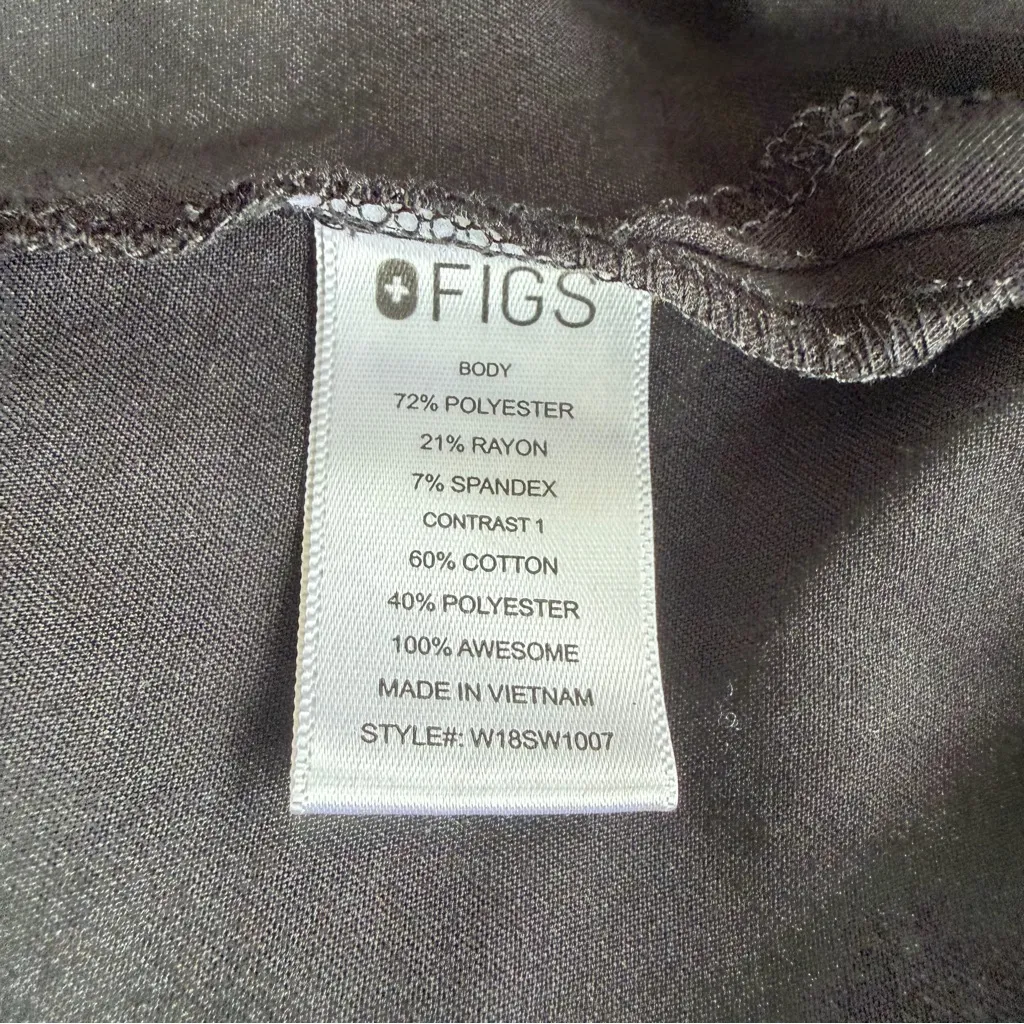 FIGS
BODY
72% POLYESTER
21% RAYON
7% SPANDEX
CONTRAST 1
60% COTTON
40% POLYESTER
100% AWESOME
MADE IN VIETNAM
STYLE#: W18SW1007